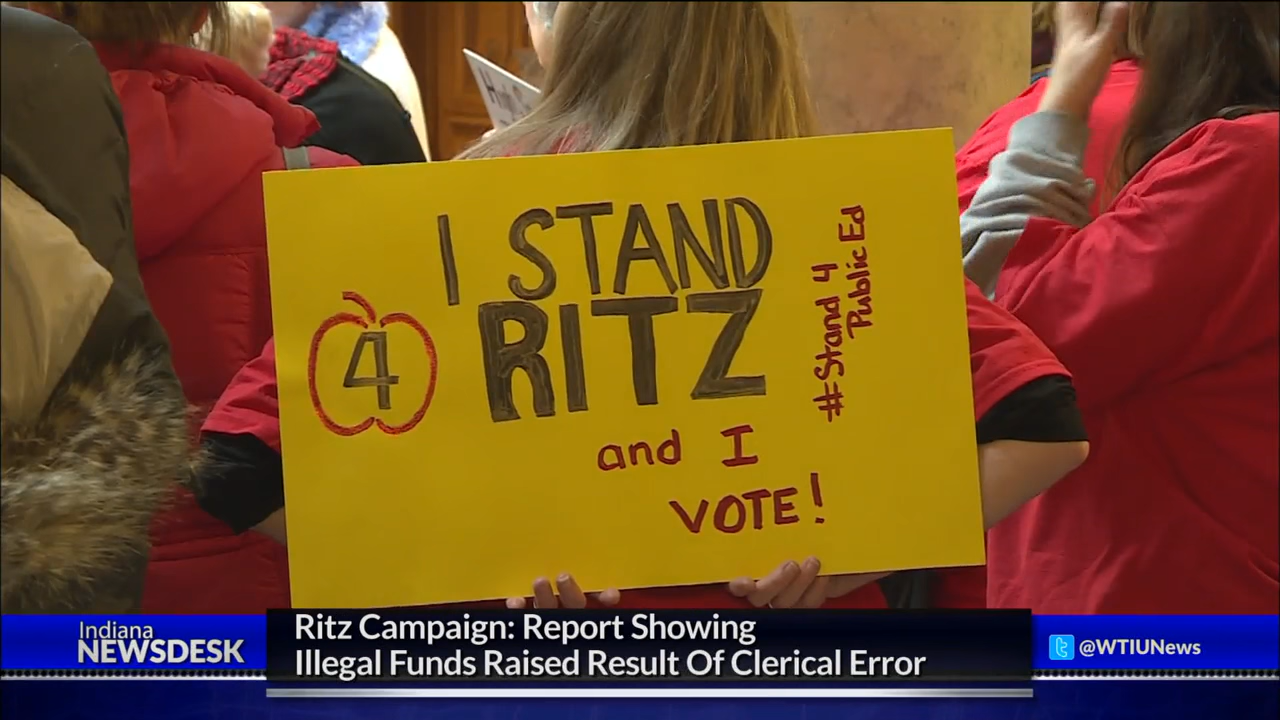 I STAND
4 RITZ
and I
VOTE!
#Stand 4
Public Ed
Indiana
NEWSDESK
Ritz Campaign: Report Showing
Illegal Funds Raised Result Of Clerical Error
@WTIUNews